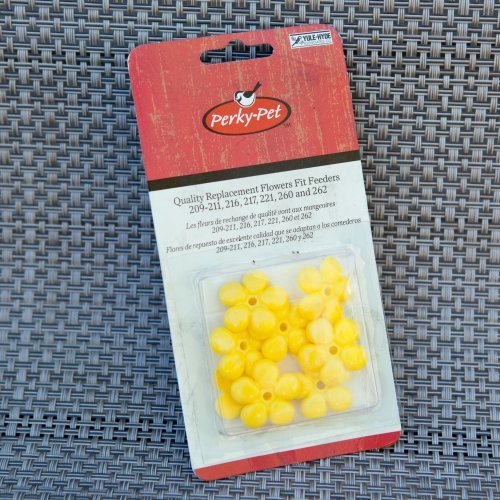 YULE-HYDE
Perky-Pet
™
Quality Replacement Flowers Fit Feeders
209-211, 216, 217, 221, 260 and 262
Les fleurs de rechange de qualité vont aux mangeoires
209-211, 216, 217, 221, 260 et 262
Flores de repuesto de excelente calidad que se adaptan a los comederos
209-211, 216, 217, 221, 260 y 262